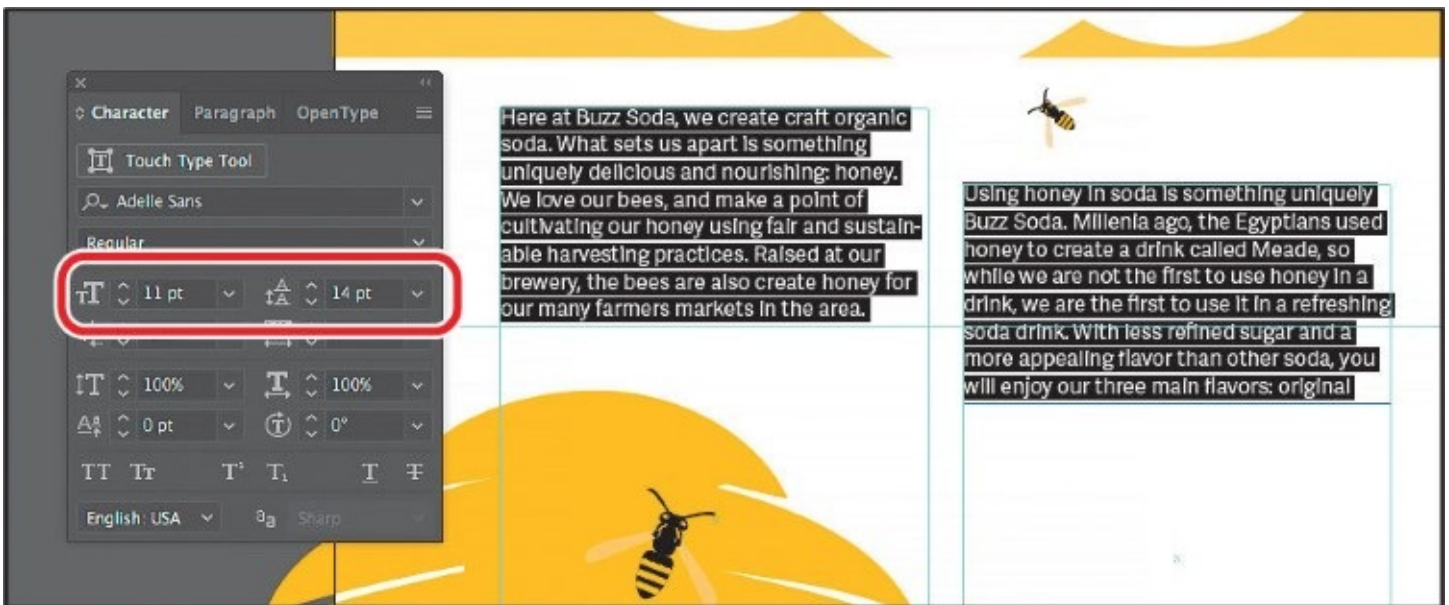 Character Paragraph OpenType
Touch Type Tool
Adelle Sans
Regular
11 pt 14 pt
100% 100%
0 pt 0°
TT Tr T¹ T₁ T T
English: USA aa Sharp
Here at Buzz Soda, we create craft organic
soda. What sets us apart is something
uniquely delicious and nourishing: honey.
We love our bees, and make a point of
cultivating our honey using fair and sustain-
able harvesting practices. Raised at our
brewery, the bees are also create honey for
our many farmers markets in the area.
Using honey in soda is something uniquely
Buzz Soda. Millenia ago, the Egyptians used
honey to create a drink called Meade, so
while we are not the first to use honey in a
drink, we are the first to use it in a refreshing
soda drink. With less refined sugar and a
more appealing flavor than other soda, you
will enjoy our three main flavors: original